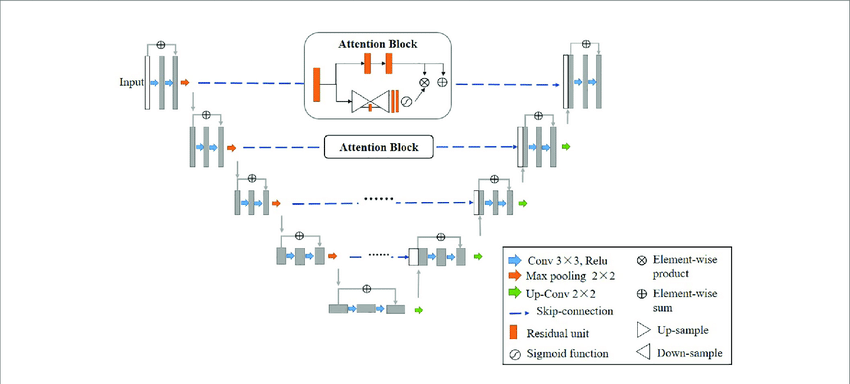 Attention Block
Input
Attention Block
......
......
Conv 3×3, Relu
Max pooling 2×2
Up-Conv 2×2
Skip-connection
Residual unit
Sigmoid function
Element-wise
product
Element-wise
sum
Up-sample
Down-sample